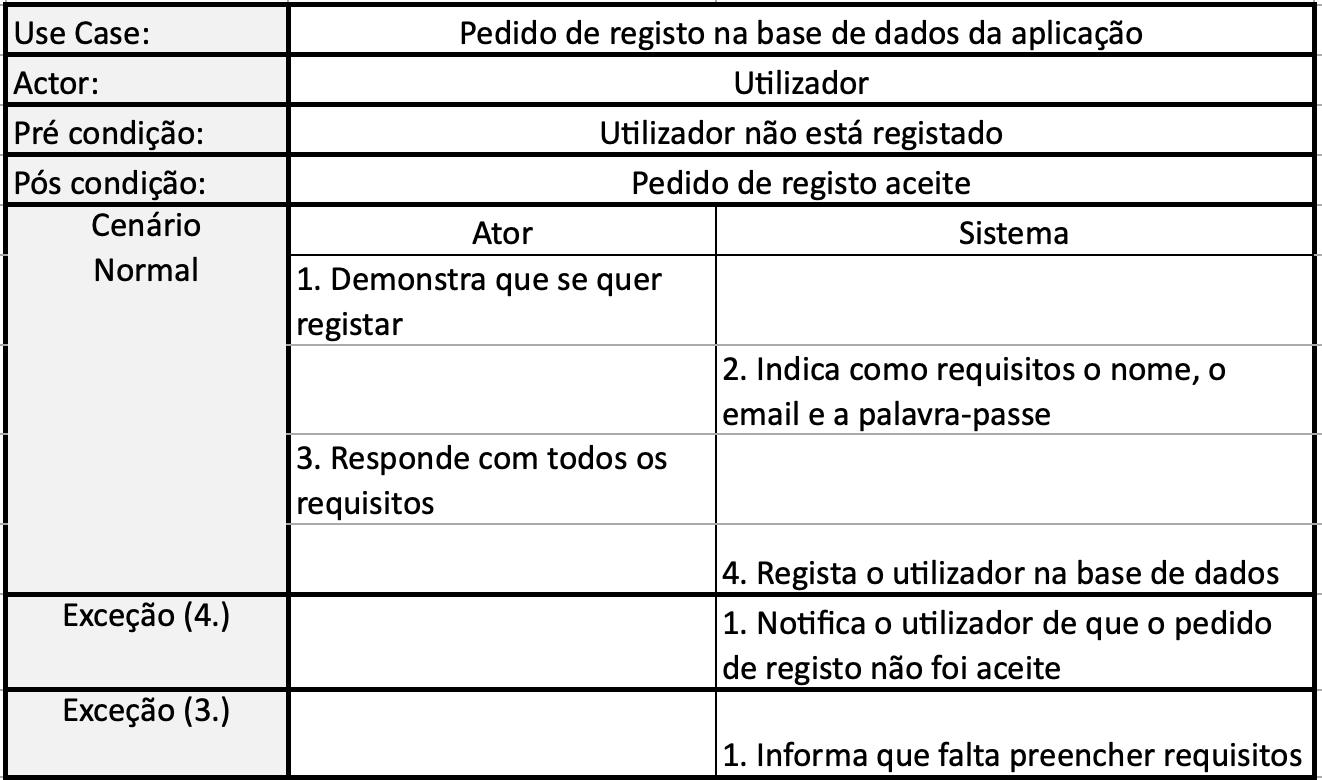 Use Case:
Pedido de registo na base de dados da aplicação
Actor:
Utilizador
Pré condição:
Utilizador não está registado
Pós condição:
Pedido de registo aceite
Cenário
Normal
Ator
Sistema
1. Demonstra que se quer
registar
2. Indica como requisitos o nome, o
email e a palavra-passe
3. Responde com todos os
requisitos
4. Regista o utilizador na base de dados
Exceção (4.)
1. Notifica o utilizador de que o pedido
de registo não foi aceite
Exceção (3.)
1. Informa que falta preencher requisitos